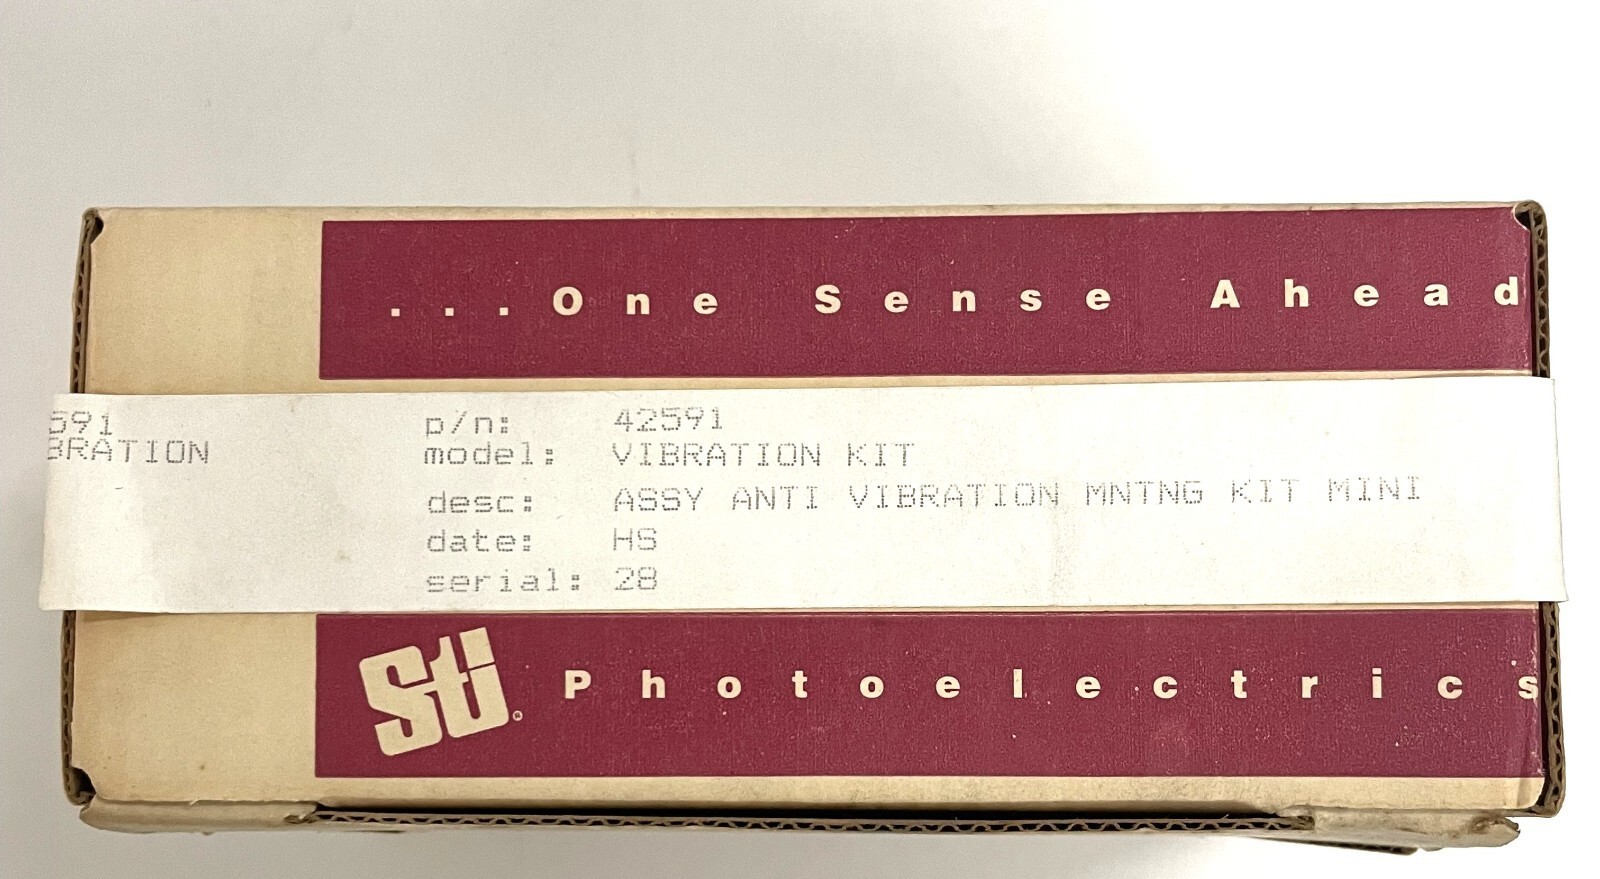 ...One Sense Ahead
591
BRATION
p/n: 42591
model: VIBRATION KIT
desc: ASSY ANTI VIBRATION MNTNG KIT MINI
date: HS
serial: 28
Sti® Photoelectrics